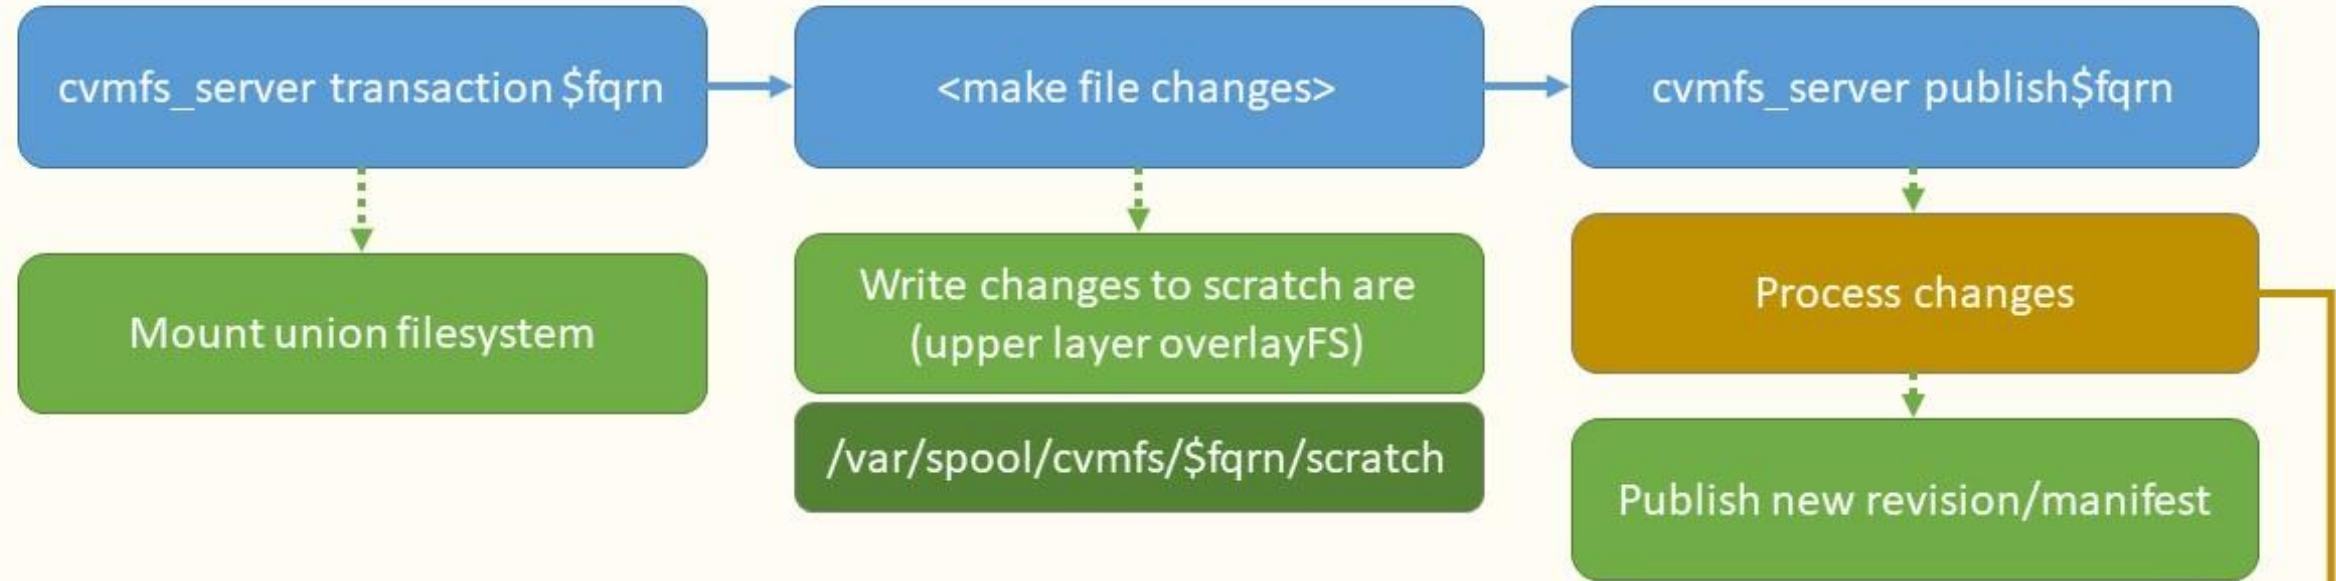 cvmfs_server transaction $fqrn
<make file changes>
cvmfs_server publish$fqrn
Mount union filesystem
Write changes to scratch are
(upper layer overlayFS)
/var/spool/cvmfs/$fqrn/scratch
Process changes
Publish new revision/manifest